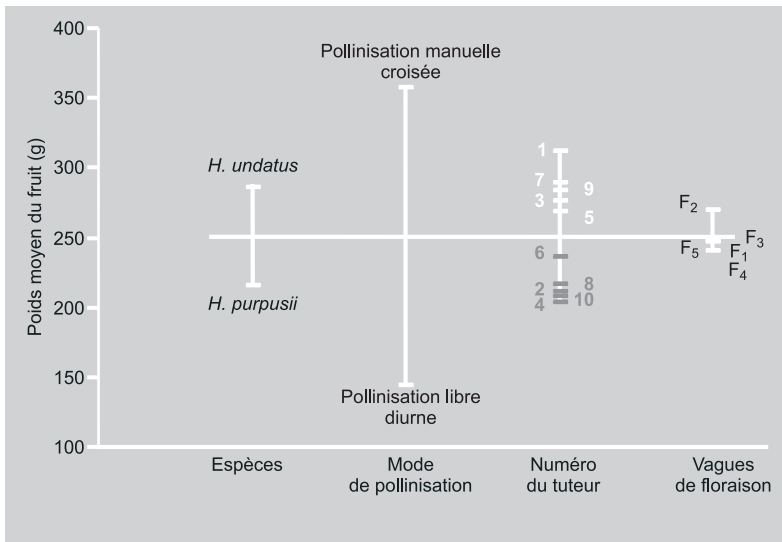 Poids moyen du fruit (g)
400
350
300
250
200
150
100
Pollinisation manuelle
croisée
H. undatus
H. purpusii
Pollinisation libre
diurne
1
7
9
3
5
6
8
2
10
4
F2
F3
F5
F1
F4
Espèces
Mode
de pollinisation
Numéro
du tuteur
Vagues
de floraison